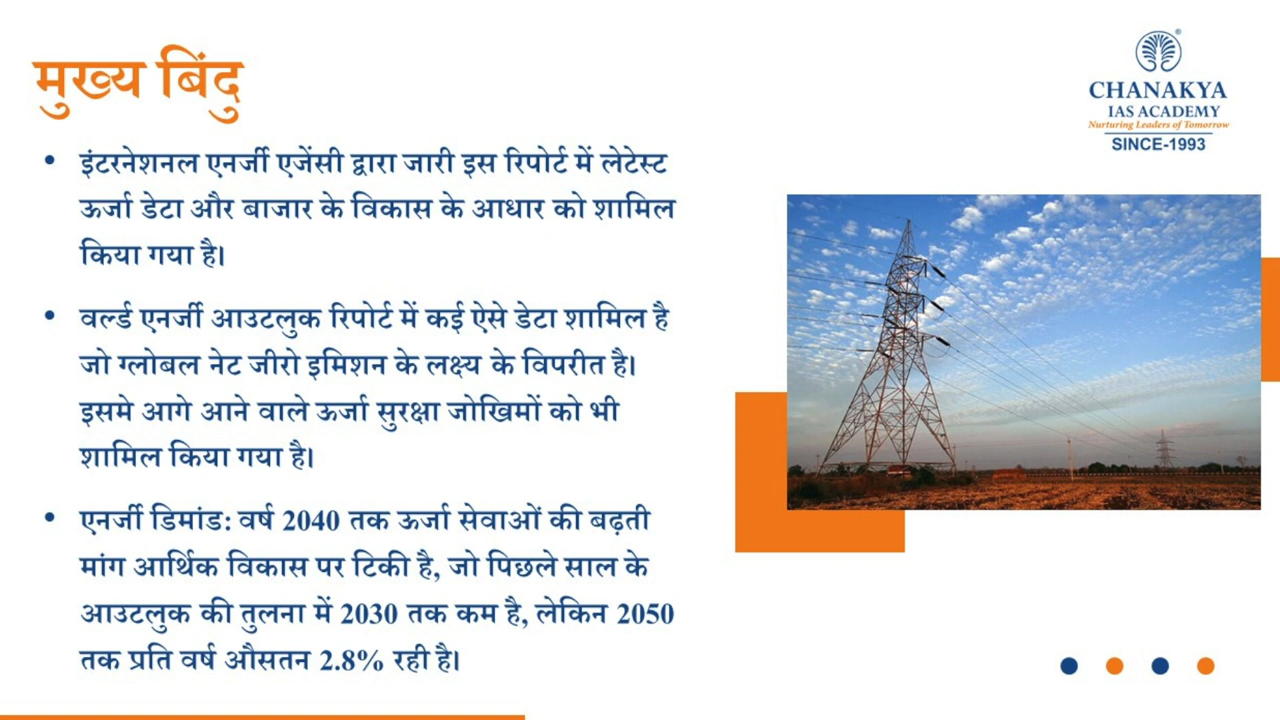 मुख्य बिंदु
CHANAKYA
IAS ACADEMY
Nurturing Leaders of Tomorrow
SINCE-1993
• इंटरनेशनल एनर्जी एजेंसी द्वारा जारी इस रिपोर्ट में लेटेस्ट
ऊर्जा डेटा और बाजार के विकास के आधार को शामिल
किया गया है।
• वर्ल्ड एनर्जी आउटलुक रिपोर्ट में कई ऐसे डेटा शामिल है
जो ग्लोबल नेट जीरो इमिशन के लक्ष्य के विपरीत है।
इसमे आगे आने वाले ऊर्जा सुरक्षा जोखिमों को भी
शामिल किया गया है।
• एनर्जी डिमांड: वर्ष 2040 तक ऊर्जा सेवाओं की बढ़ती
मांग आर्थिक विकास पर टिकी है, जो पिछले साल के
आउटलुक की तुलना में 2030 तक कम है, लेकिन 2050
तक प्रति वर्ष औसतन 2.8% रही है।